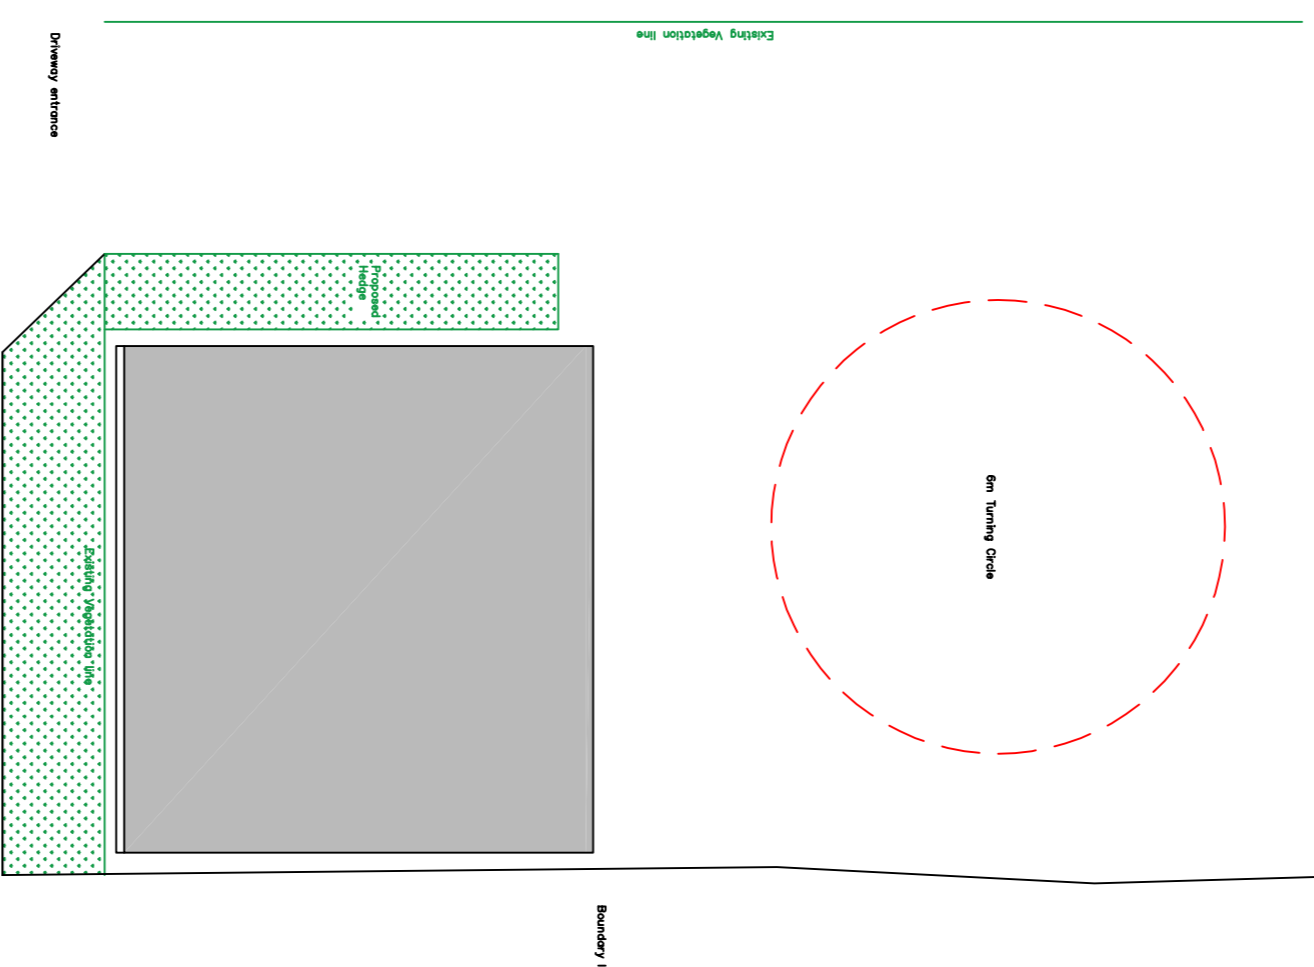 Existing Vegetation line
Driveway entrance
Proposed
Hedge
6m Turning Circle
Existing Vegetation line
Boundary l